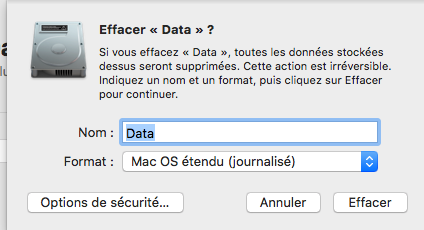 Effacer « Data » ?
Si vous effacez « Data », toutes les données stockées
dessus seront supprimées. Cette action est irréversible.
Indiquez un nom et un format, puis cliquez sur Effacer
pour continuer.
Nom : Data
Format : Mac OS étendu (journalisé)
Options de sécurité... Annuler Effacer